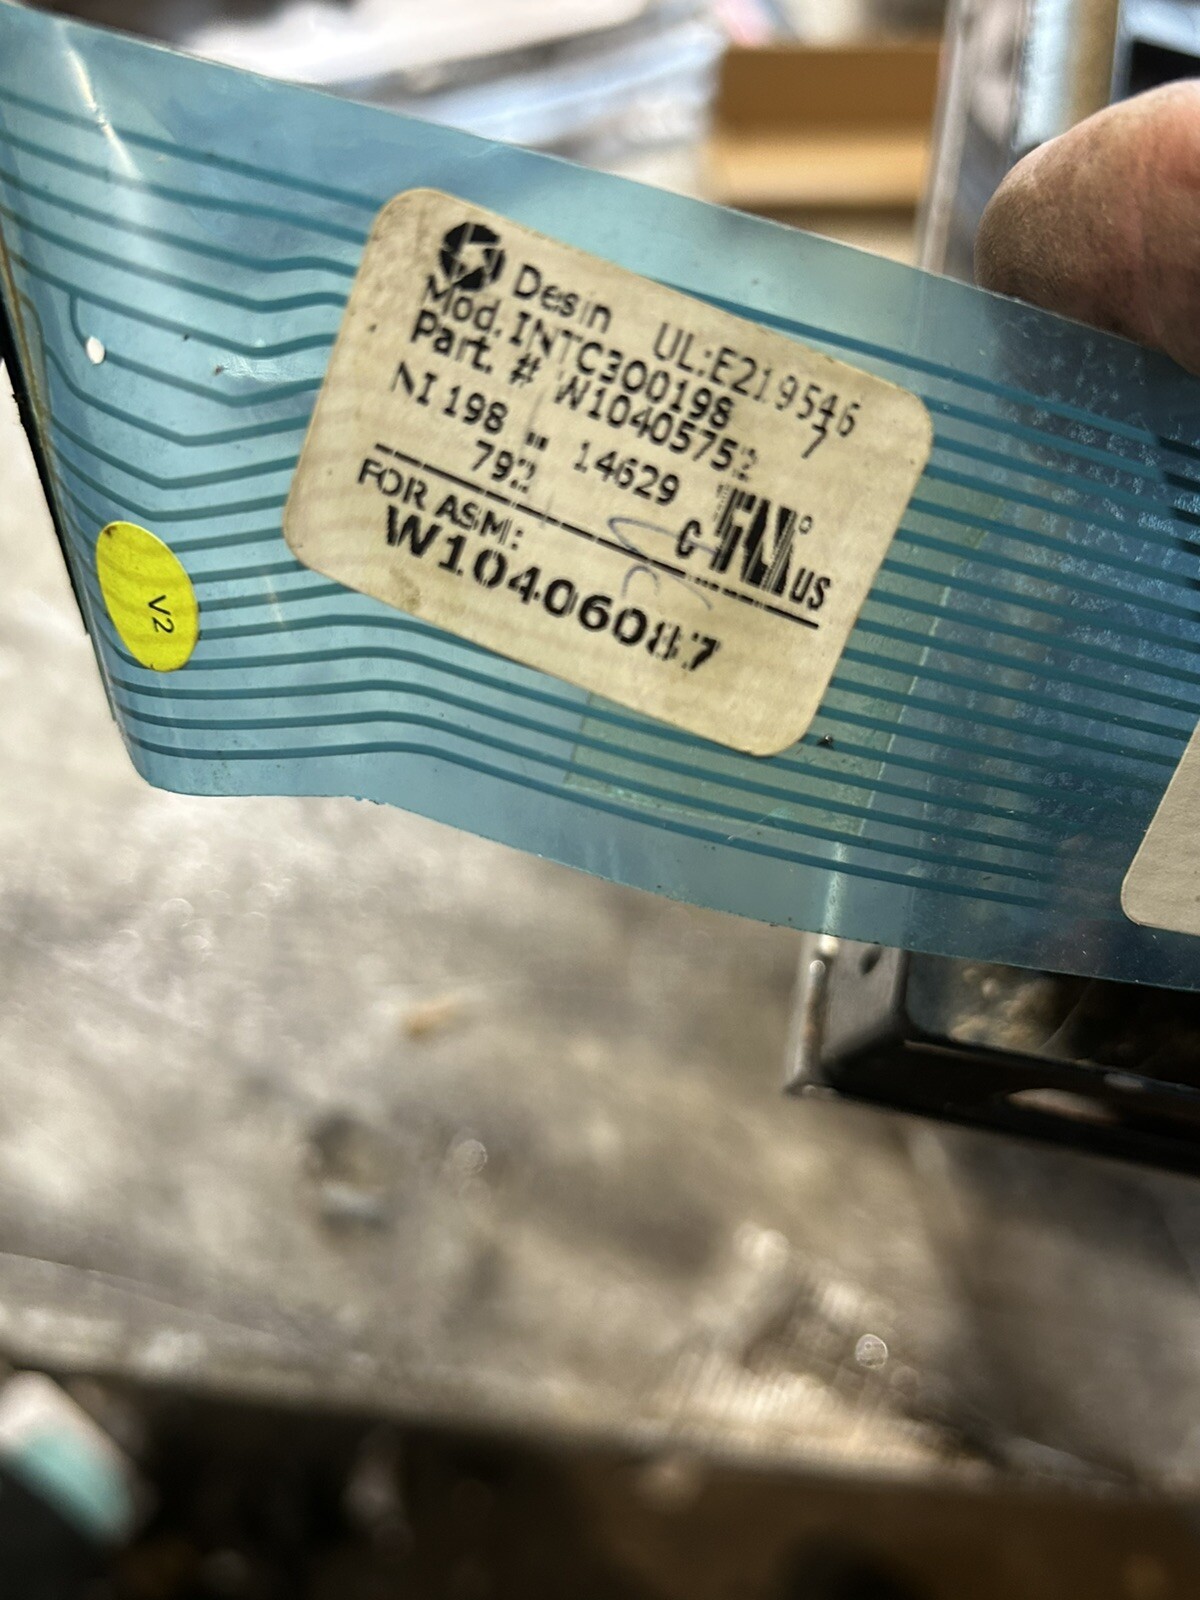 Desin UL:E219546
Mod. INTC300198 7
Part. # W10405752
NI 198 " 14629
792
c us
FOR ASM:
W10406087
V2